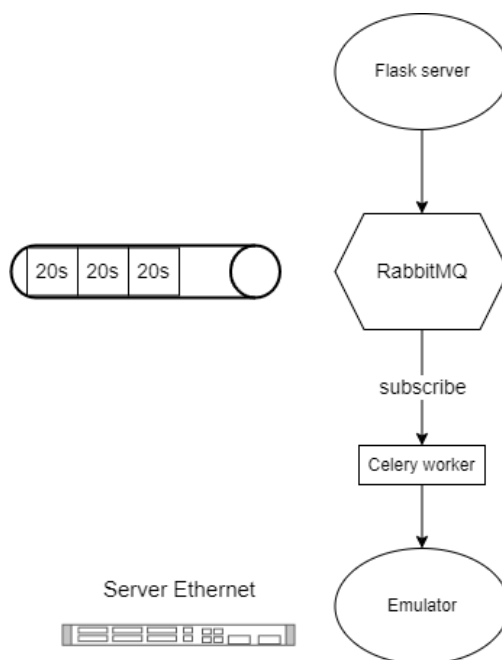 Flask server
20s 20s 20s
RabbitMQ
subscribe
Celery worker
Server Ethernet
Emulator